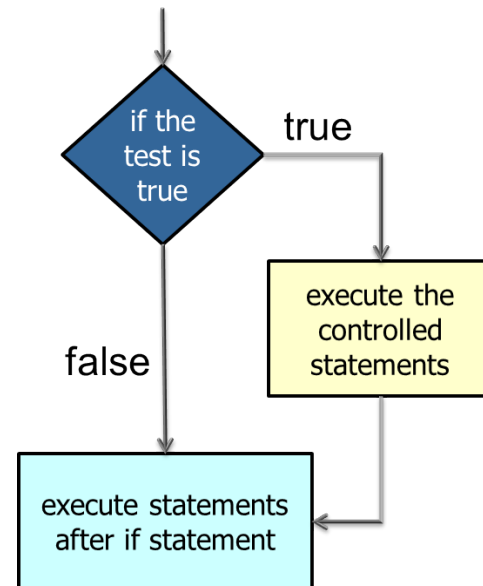 if the
test is
true
true
execute the
controlled
statements
false
execute statements
after if statement